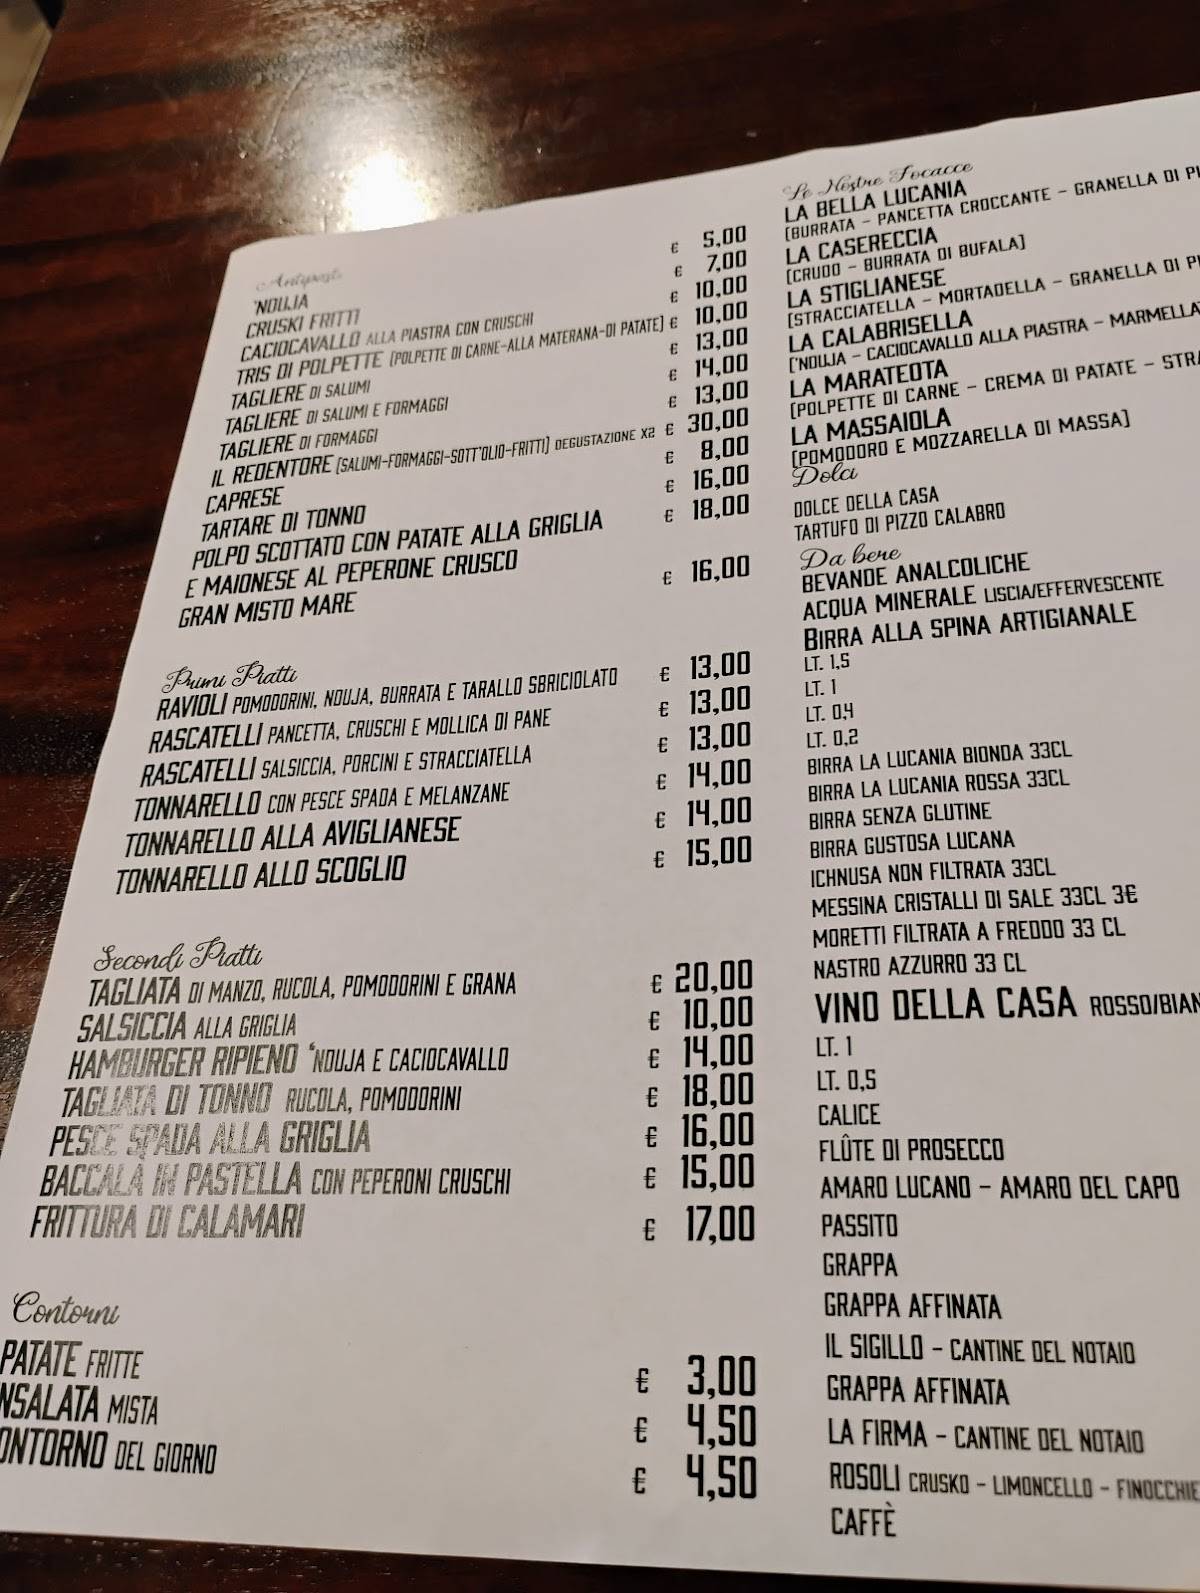 Antipasti
'NDUJA € 5,00
CRUSKI FRITTI € 7,00
CACIOCAVALLO ALLA PIASTRA CON CRUSCHI € 10,00
TRIS DI POLPETTE (POLPETTE DI CARNE-ALLA MATERANA-DI PATATE) € 10,00
TAGLIERE DI SALUMI € 13,00
TAGLIERE DI SALUMI E FORMAGGI € 14,00
TAGLIERE DI FORMAGGI € 13,00
IL REDENTORE (SALUMI-FORMAGGI-SOTT'OLIO-FRITTI) DEGUSTAZIONE X2 € 30,00
CAPRESE € 8,00
TARTARE DI TONNO € 16,00
POLPO SCOTTATO CON PATATE ALLA GRIGLIA € 18,00
E MAIONESE AL PEPERONE CRUSCO
GRAN MISTO MARE € 16,00
Primi Piatti
RAVIOLI POMODORINI, NDUJA, BURRATA E TARALLO SBRICIOLATO € 13,00
RASCATELLI PANCETTA, CRUSCHI E MOLLICA DI PANE € 13,00
RASCATELLI SALSICCIA, PORCINI E STRACCIATELLA € 13,00
TONNARELLO CON PESCE SPADA E MELANZANE € 14,00
TONNARELLO ALLA AVIGLIANESE € 14,00
TONNARELLO ALLO SCOGLIO € 15,00
Secondi Piatti
TAGLIATA DI MANZO, RUCOLA, POMODORINI E GRANA € 20,00
SALSICCIA ALLA GRIGLIA € 10,00
HAMBURGER RIPIENO 'NDUJA E CACIOCAVALLO € 14,00
TAGLIATA DI TONNO RUCOLA, POMODORINI € 18,00
PESCE SPADA ALLA GRIGLIA € 16,00
BACCALÀ IN PASTELLA CON PEPERONI CRUSCHI € 15,00
FRITTURA DI CALAMARI € 17,00
Contorni
PATATE FRITTE € 3,00
NSALATA MISTA € 4,50
ONTORNO DEL GIORNO € 4,50
Le Nostre Focacce
LA BELLA LUCANIA
(BURRATA - PANCETTA CROCCANTE - GRANELLA DI
LA CASERECCIA
(CRUDO - BURRATA DI BUFALA)
LA STIGLIANESE
(STRACCIATELLA - MORTADELLA - GRANELLA DI
LA CALABRISELLA
('NDUJA - CACIOCAVALLO ALLA PIASTRA - MARMELLA
LA MARATEOTA
(POLPETTE DI CARNE - CREMA DI PATATE - STRA
LA MASSAIOLA
(POMODORO E MOZZARELLA DI MASSA)
Dolci
DOLCE DELLA CASA
TARTUFO DI PIZZO CALABRO
Da bere
BEVANDE ANALCOLICHE
ACQUA MINERALE LISCIA/EFFERVESCENTE
BIRRA ALLA SPINA ARTIGIANALE
LT. 1,5
LT. 1
LT. 0,4
LT. 0,2
BIRRA LA LUCANIA BIONDA 33CL
BIRRA LA LUCANIA ROSSA 33CL
BIRRA SENZA GLUTINE
BIRRA GUSTOSA LUCANA
ICHNUSA NON FILTRATA 33CL
MESSINA CRISTALLI DI SALE 33CL 3€
MORETTI FILTRATA A FREDDO 33 CL
NASTRO AZZURRO 33 CL
VINO DELLA CASA ROSSO/BIAN
LT. 1
LT. 0,5
CALICE
FLÛTE DI PROSECCO
AMARO LUCANO - AMARO DEL CAPO
PASSITO
GRAPPA
GRAPPA AFFINATA
IL SIGILLO - CANTINE DEL NOTAIO
GRAPPA AFFINATA
LA FIRMA - CANTINE DEL NOTAIO
ROSOLI CRUSKO - LIMONCELLO - FINOCCHIE
CAFFÈ